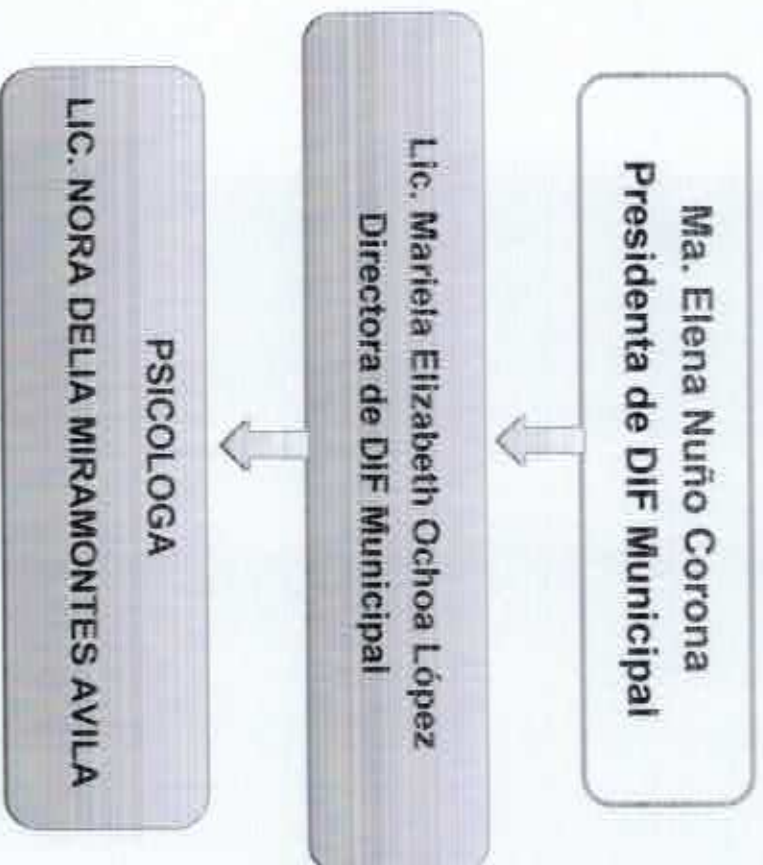 Ma. Elena Nuño Corona
Presidenta de DIF Municipal
Lic. Mariela Elizabeth Ochoa López
Directora de DIF Municipal
PSICOLOGA
LIC. NORA DELIA MIRAMONTES AVILA